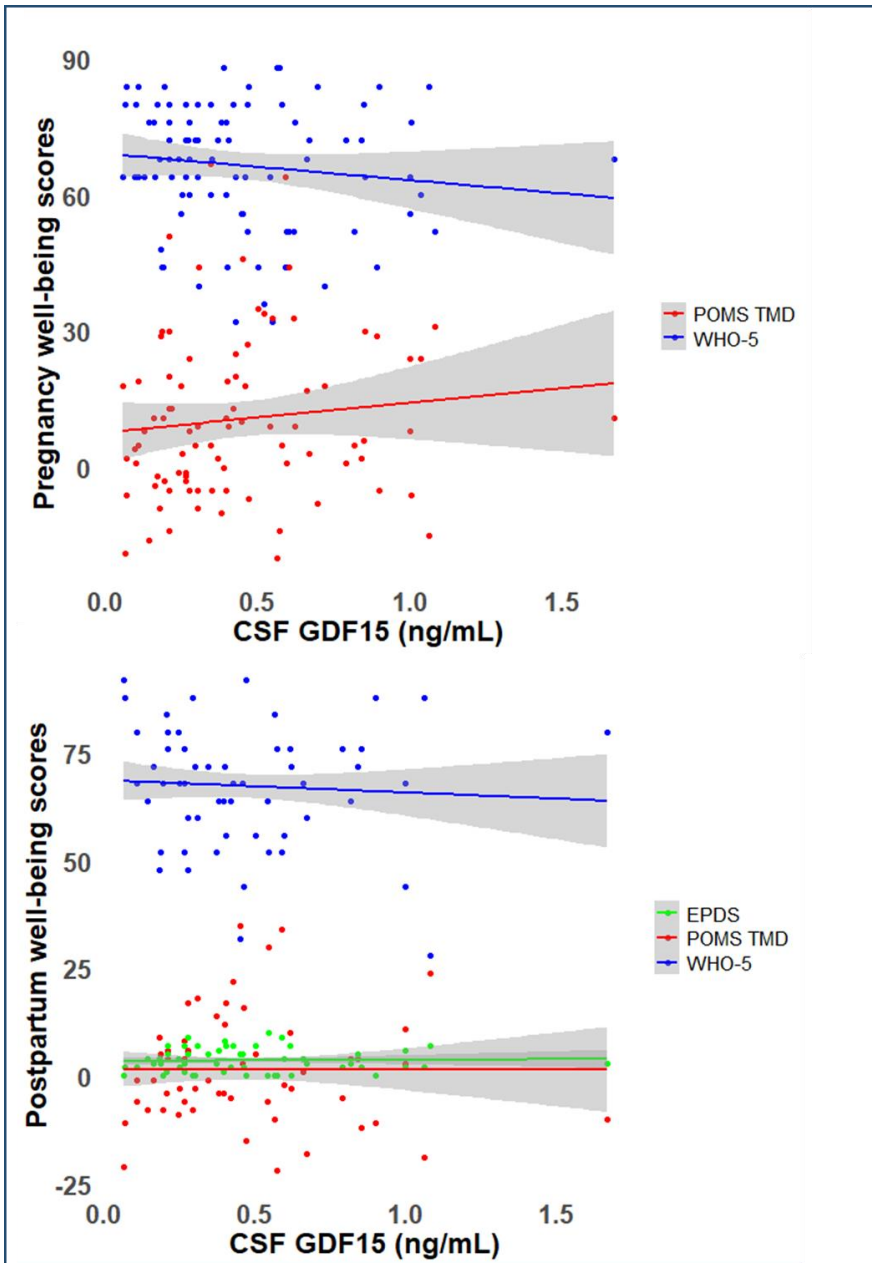 Pregnancy well-being scores
90
60
30
0
0.0 0.5 1.0 1.5
CSF GDF15 (ng/mL)
POMS TMD
WHO-5
Postpartum well-being scores
75
50
25
0
-25
0.0 0.5 1.0 1.5
CSF GDF15 (ng/mL)
EPDS
POMS TMD
WHO-5